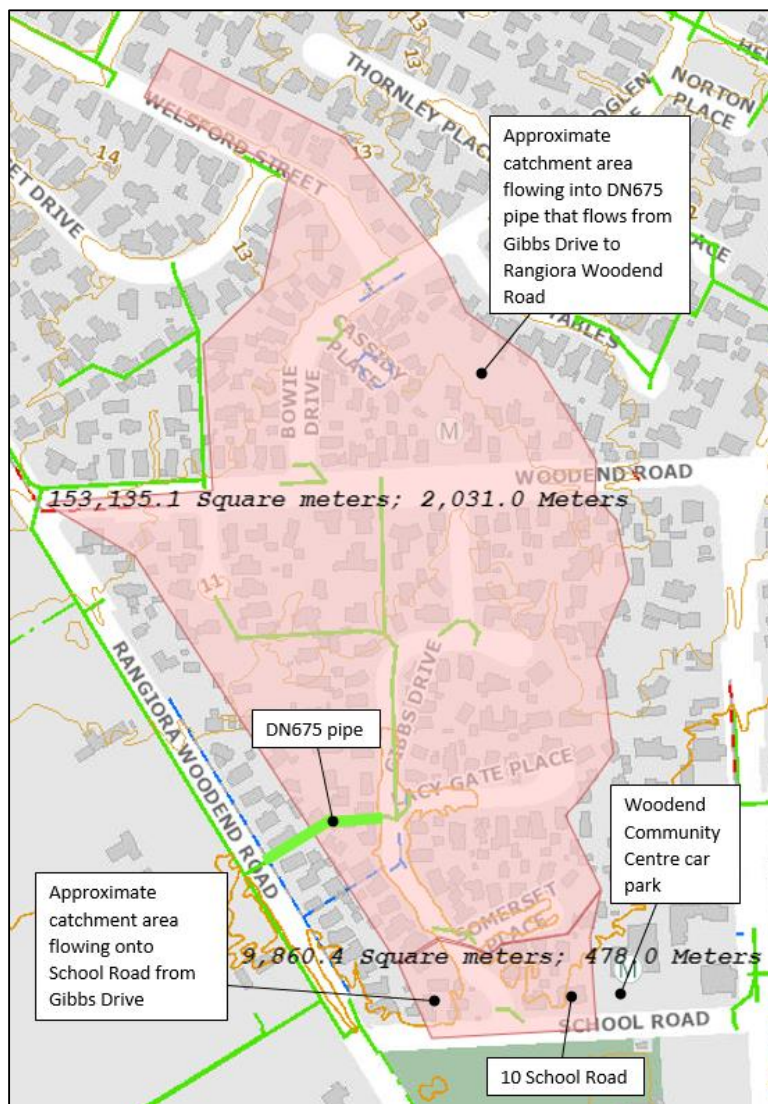 13
13
THORNLEY PLACE
NORTON
PLACE
WELSFORD STREET
14
13
13
Approximate
catchment area
flowing into DN675
pipe that flows from
Gibbs Drive to
Rangiora Woodend
Road
CASSIDY
PLACE
BOWIE
DRIVE
M
WOODEND ROAD
153,135.1 Square meters; 2,031.0 Meters
11
RANGIORA WOODEND ROAD
GIBBS DRIVE
DN675 pipe
LACY GATE PLACE
Woodend
Community
Centre car
park
Approximate
catchment area
flowing onto
School Road from
Gibbs Drive
SOMERSET
PLACE
9,860.4 Square meters; 478.0 Meters
M
SCHOOL ROAD
10 School Road